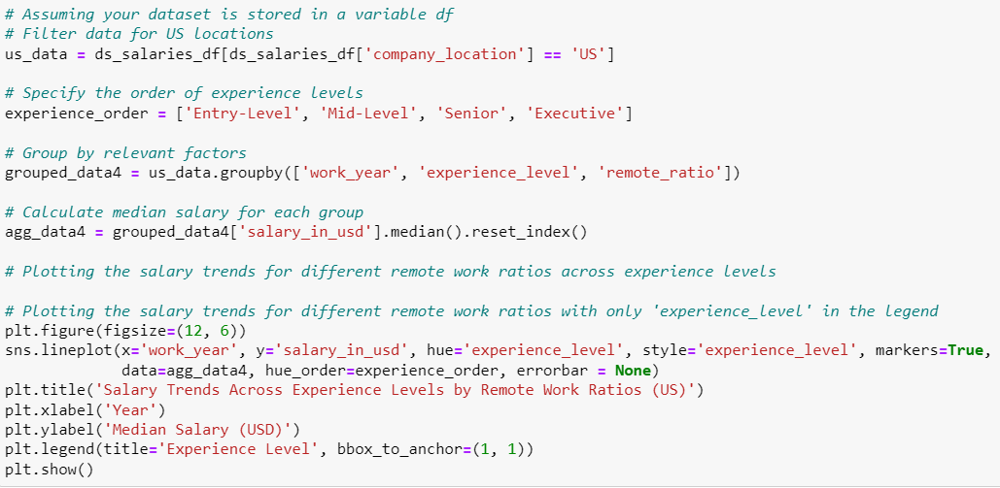 # Assuming your dataset is stored in a variable df
# Filter data for US locations
us_data = ds_salaries_df[ds_salaries_df['company_location'] == 'US']
# Specify the order of experience levels
experience_order = ['Entry-Level', 'Mid-Level', 'Senior', 'Executive']
# Group by relevant factors
grouped_data4 = us_data.groupby(['work_year', 'experience_level', 'remote_ratio'])
# Calculate median salary for each group
agg_data4 = grouped_data4['salary_in_usd'].median().reset_index()
# Plotting the salary trends for different remote work ratios across experience levels
# Plotting the salary trends for different remote work ratios with only 'experience_level' in the legend
plt.figure(figsize=(12, 6))
sns.lineplot(x='work_year', y='salary_in_usd', hue='experience_level', style='experience_level', markers=True,
             data=agg_data4, hue_order=experience_order, errorbar = None)
plt.title('Salary Trends Across Experience Levels by Remote Work Ratios (US)')
plt.xlabel('Year')
plt.ylabel('Median Salary (USD)')
plt.legend(title='Experience Level', bbox_to_anchor=(1, 1))
plt.show()